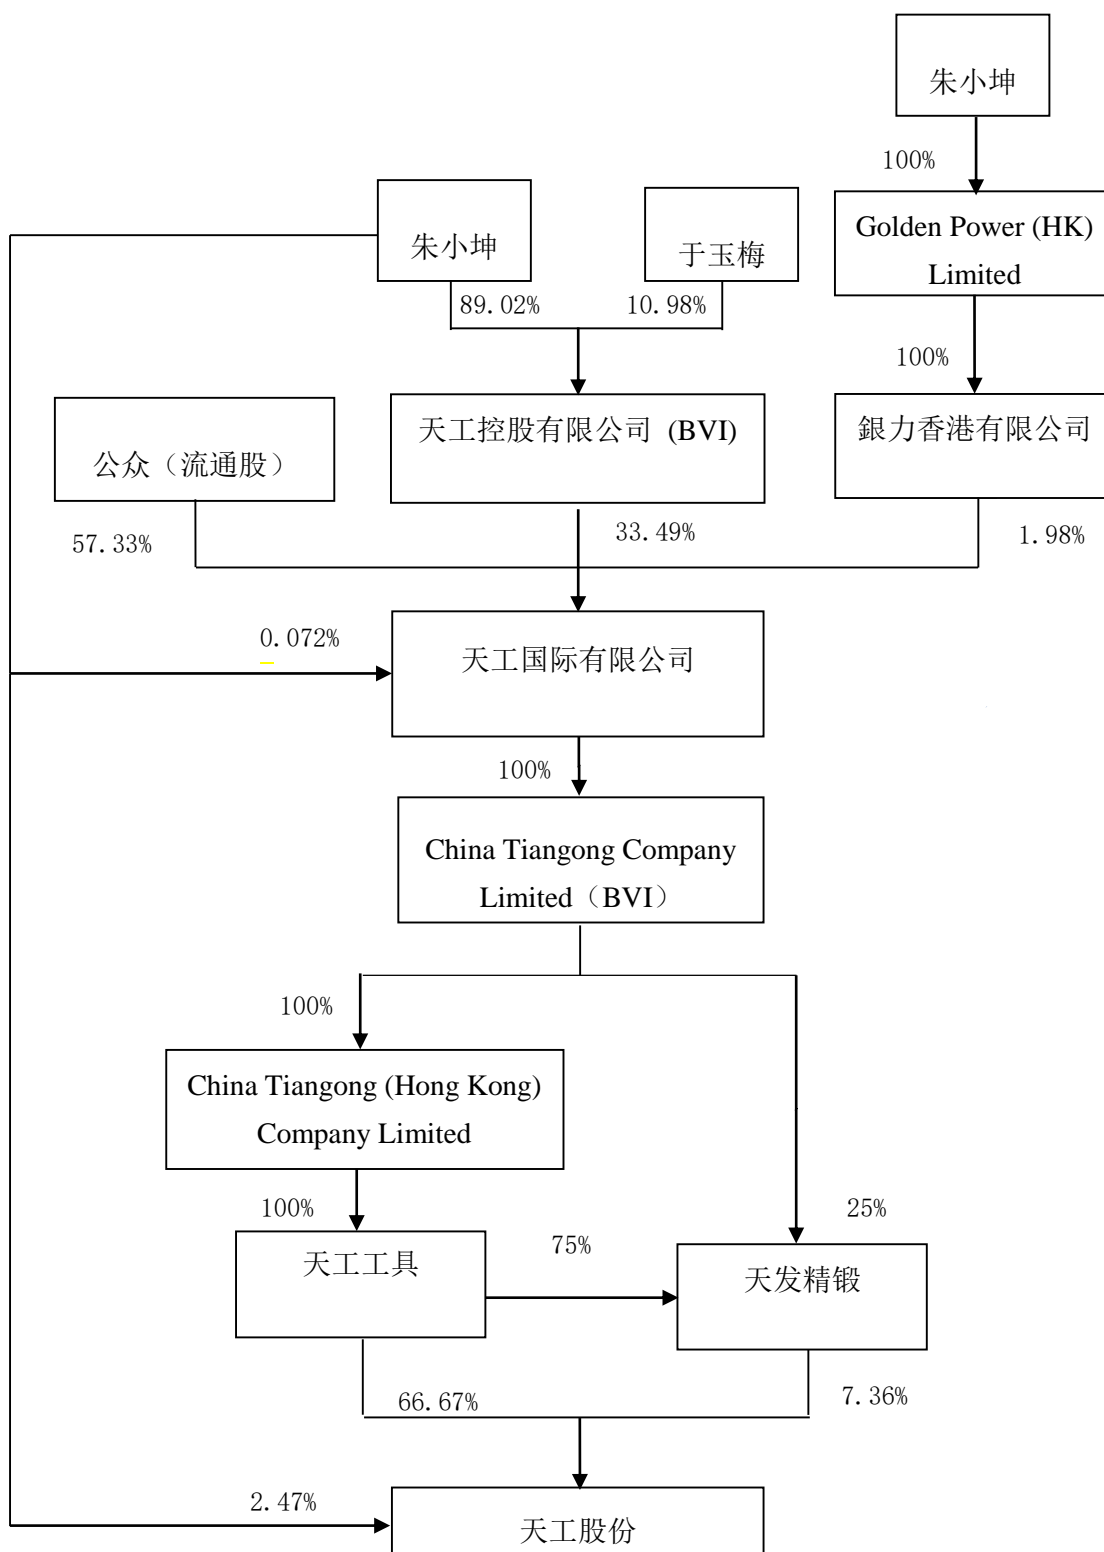 朱小坤
100%
Golden Power (HK)
Limited
朱小坤
于玉梅
89.02%
10.98%
100%
天工控股有限公司 (BVI)
銀力香港有限公司
公众（流通股）
57.33%
33.49%
1.98%
0.072%
天工国际有限公司
100%
China Tiangong Company
Limited（BVI）
100%
China Tiangong (Hong Kong)
Company Limited
100%
25%
75%
天工工具
天发精锻
66.67%
7.36%
2.47%
天工股份